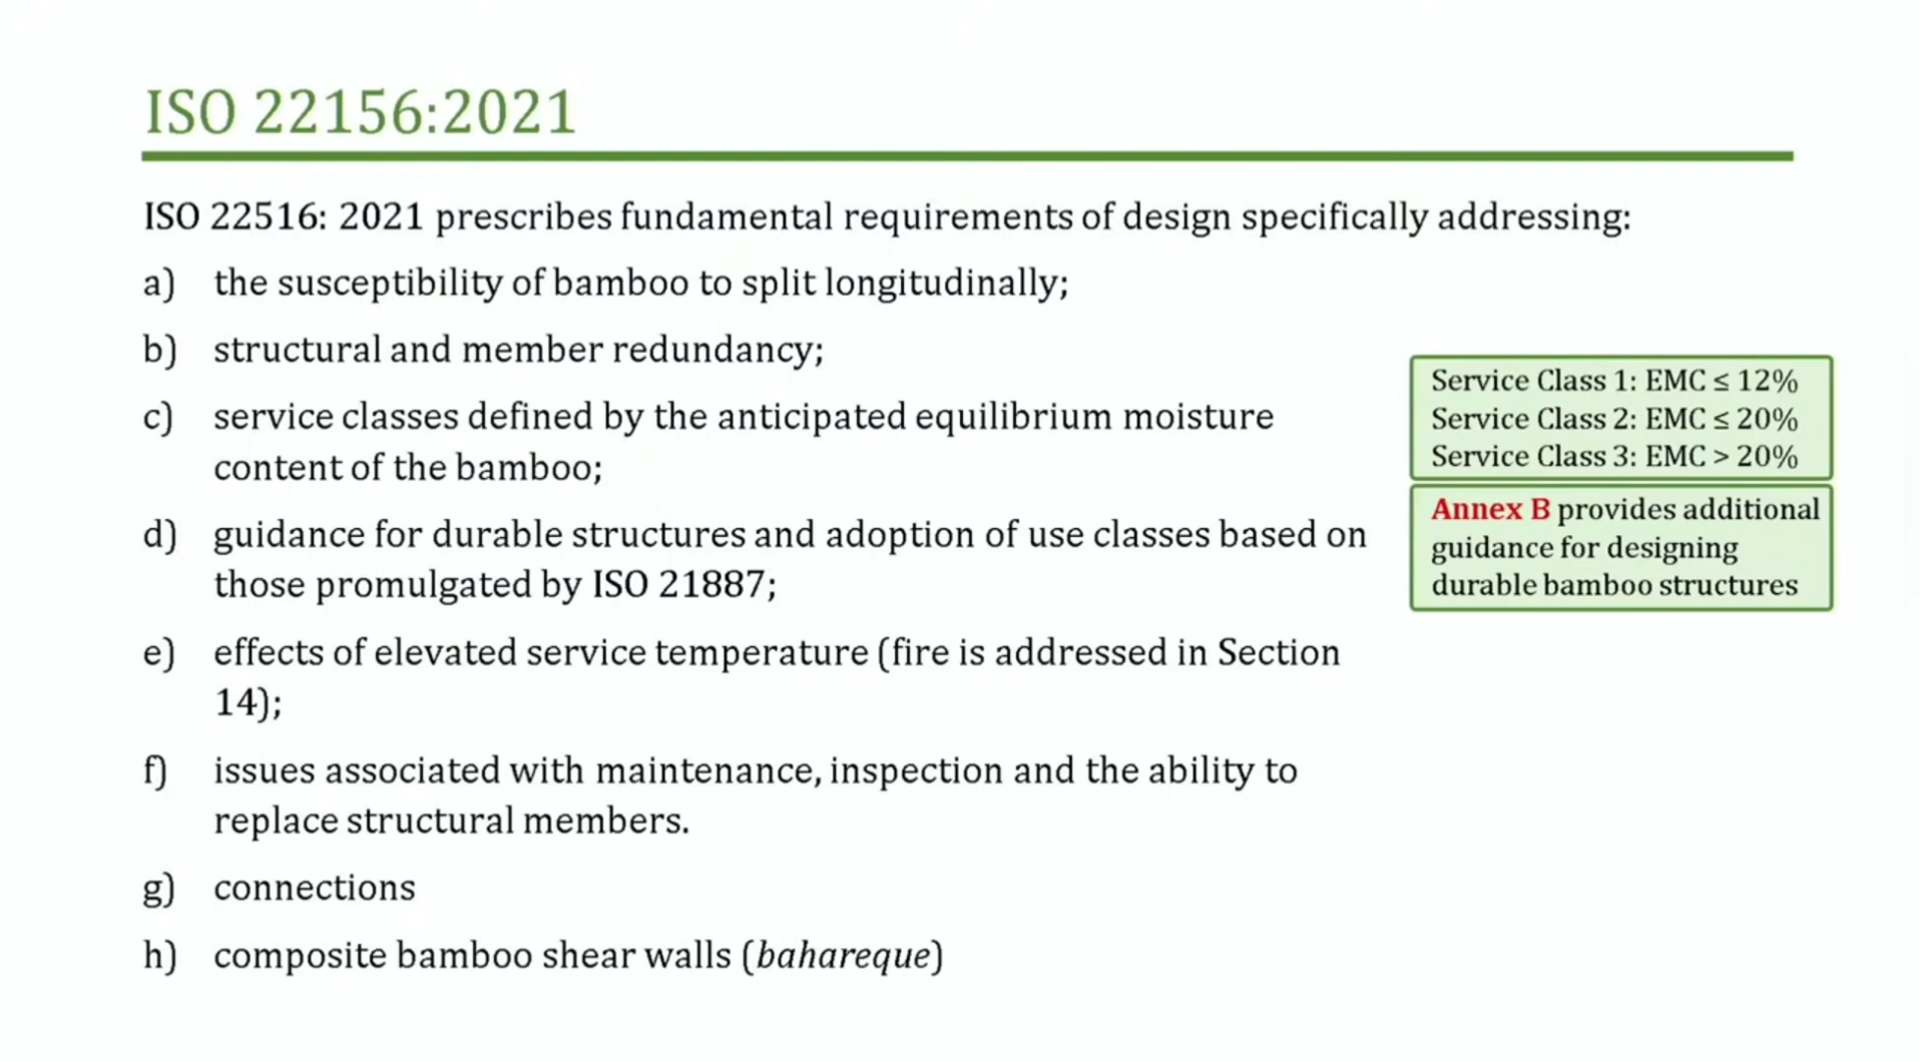 ISO 22156:2021
ISO 22516: 2021 prescribes fundamental requirements of design specifically addressing:
a) the susceptibility of bamboo to split longitudinally;
b) structural and member redundancy;
c) service classes defined by the anticipated equilibrium moisture
content of the bamboo;
d) guidance for durable structures and adoption of use classes based on
those promulgated by ISO 21887;
e) effects of elevated service temperature (fire is addressed in Section
14);
f) issues associated with maintenance, inspection and the ability to
replace structural members.
g) connections
h) composite bamboo shear walls (bahareque)
Service Class 1: EMC ≤ 12%
Service Class 2: EMC ≤ 20%
Service Class 3: EMC > 20%
Annex B provides additional
guidance for designing
durable bamboo structures